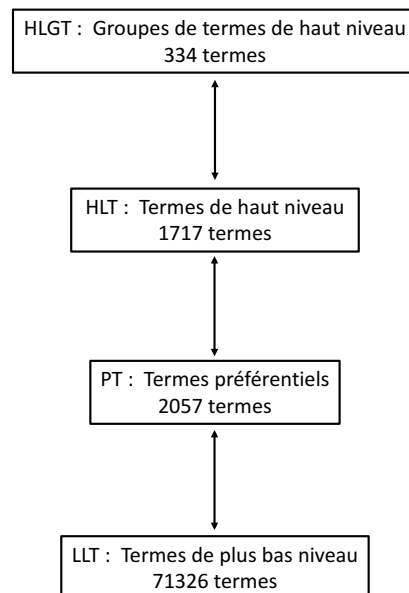 HLGT : Groupes de termes de haut niveau
334 termes
HLT : Termes de haut niveau
1717 termes
PT : Termes préférentiels
2057 termes
LLT : Termes de plus bas niveau
71326 termes